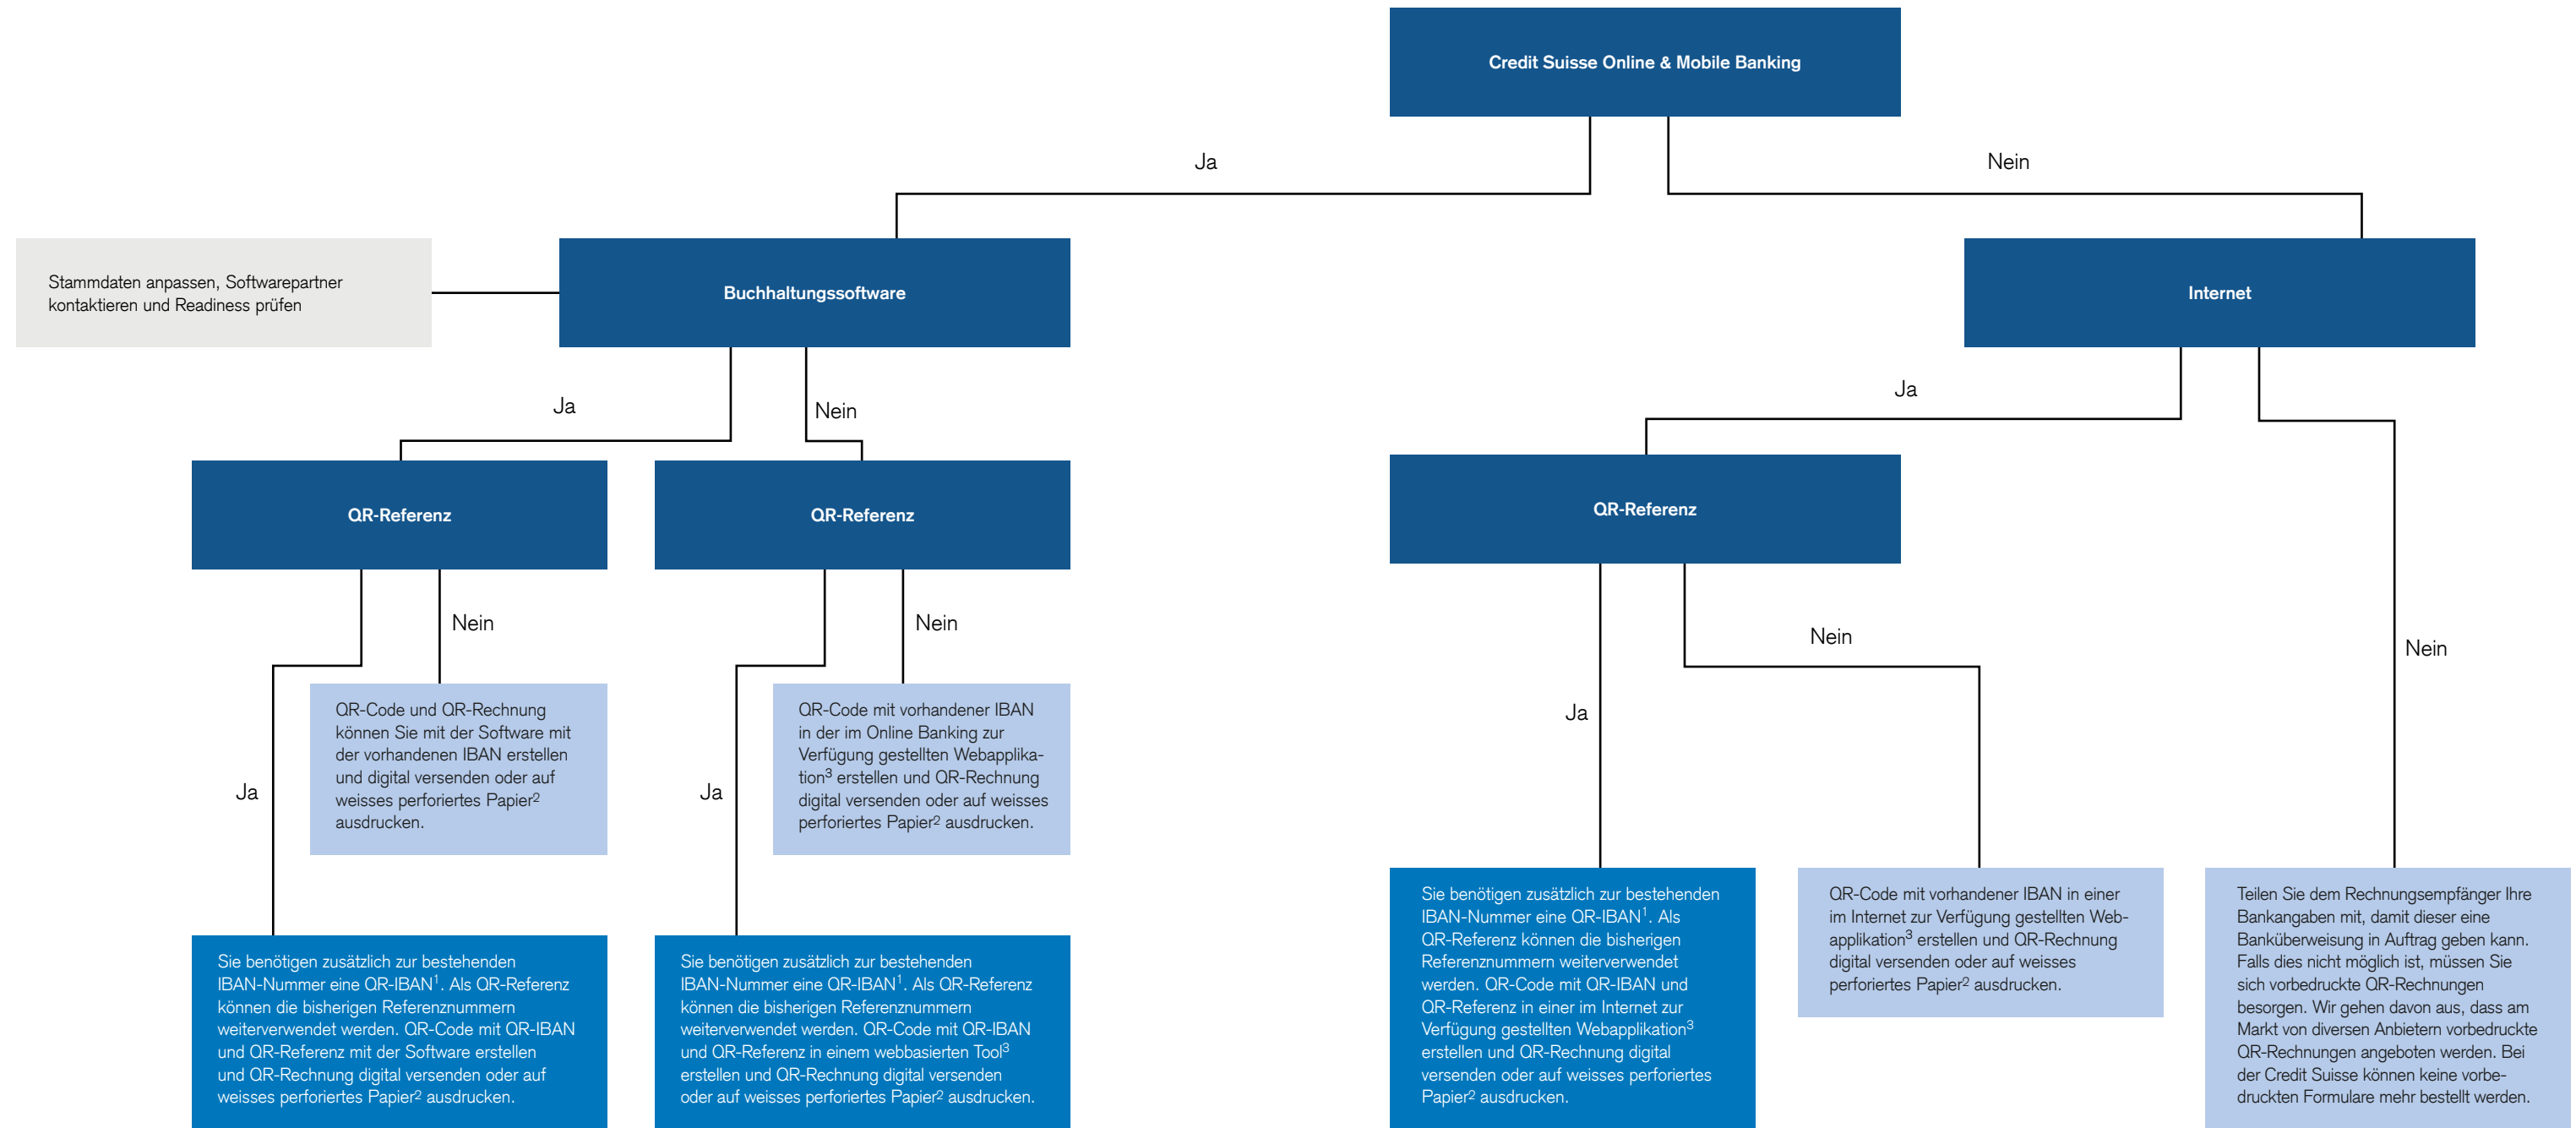 Credit Suisse Online & Mobile Banking
Ja
Nein
Stammdaten anpassen, Softwarepartner
kontaktieren und Readiness prüfen
Buchhaltungssoftware
Internet
Ja
Nein
Ja
Nein
QR-Referenz
QR-Referenz
QR-Referenz
Nein
Ja
Nein
Ja
Nein
Ja
QR-Code und QR-Rechnung
können Sie mit der Software mit
der vorhandenen IBAN erstellen
und digital versenden oder auf
weisses perforiertes Papier²
ausdrucken.
QR-Code mit vorhandener IBAN
in der im Online Banking zur
Verfügung gestellten Webapplika-
tion³ erstellen und QR-Rechnung
digital versenden oder auf weisses
perforiertes Papier² ausdrucken.
Sie benötigen zusätzlich zur bestehenden
IBAN-Nummer eine QR-IBAN¹. Als QR-Referenz
können die bisherigen Referenznummern
weiterverwendet werden. QR-Code mit QR-IBAN
und QR-Referenz mit der Software erstellen
und QR-Rechnung digital versenden oder auf
weisses perforiertes Papier² ausdrucken.
Sie benötigen zusätzlich zur bestehenden
IBAN-Nummer eine QR-IBAN¹. Als QR-Referenz
können die bisherigen Referenznummern
weiterverwendet werden. QR-Code mit QR-IBAN
und QR-Referenz in einem webbasierten Tool³
erstellen und QR-Rechnung digital versenden
oder auf weisses perforiertes Papier² ausdrucken.
Sie benötigen zusätzlich zur bestehenden
IBAN-Nummer eine QR-IBAN¹. Als
QR-Referenz können die bisherigen
Referenznummern weiterverwendet
werden. QR-Code mit QR-IBAN und
QR-Referenz in einer im Internet zur
Verfügung gestellten Webapplikation³
erstellen und QR-Rechnung digital
versenden oder auf weisses perforiertes
Papier² ausdrucken.
QR-Code mit vorhandener IBAN in einer
im Internet zur Verfügung gestellten Web-
applikation³ erstellen und QR-Rechnung
digital versenden oder auf weisses
perforiertes Papier² ausdrucken.
Teilen Sie dem Rechnungsempfänger Ihre
Bankangaben mit, damit dieser eine
Banküberweisung in Auftrag geben kann.
Falls dies nicht möglich ist, müssen Sie
sich vorbedruckte QR-Rechnungen
besorgen. Wir gehen davon aus, dass am
Markt von diversen Anbietern vorbedruckte
QR-Rechnungen angeboten werden. Bei
der Credit Suisse können keine vorbe-
druckten Formulare mehr bestellt werden.